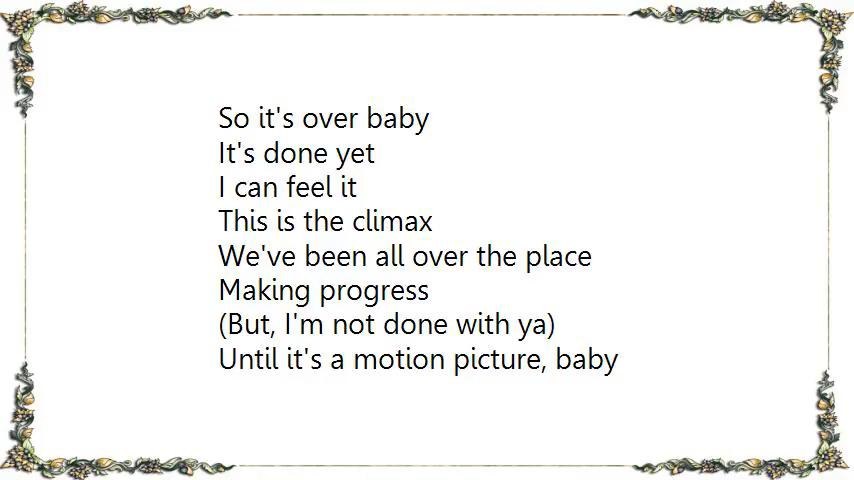 So it's over baby
It's done yet
I can feel it
This is the climax
We've been all over the place
Making progress
(But, I'm not done with ya)
Until it's a motion picture, baby